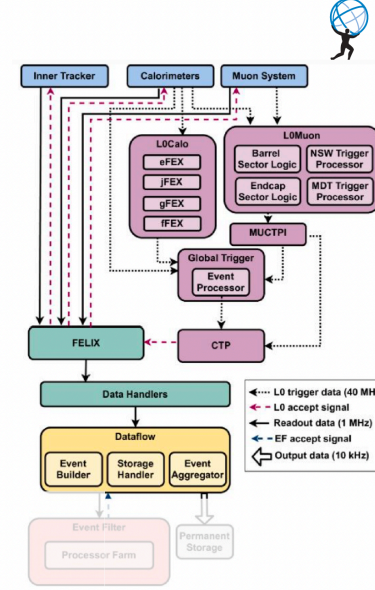 Inner Tracker
Calorimeters
Muon System
L0Calo
eFEX
jFEX
gFEX
fFEX
L0Muon
Barrel
Sector Logic
NSW Trigger
Processor
Endcap
Sector Logic
MDT Trigger
Processor
MUCTPI
Global Trigger
Event
Processor
FELIX
CTP
Data Handlers
Dataflow
Event
Builder
Storage
Handler
Event
Aggregator
Event Filter
Processor Farm
Permanent
Storage
L0 trigger data (40 MH
L0 accept signal
Readout data (1 MHz)
EF accept signal
Output data (10 kHz)